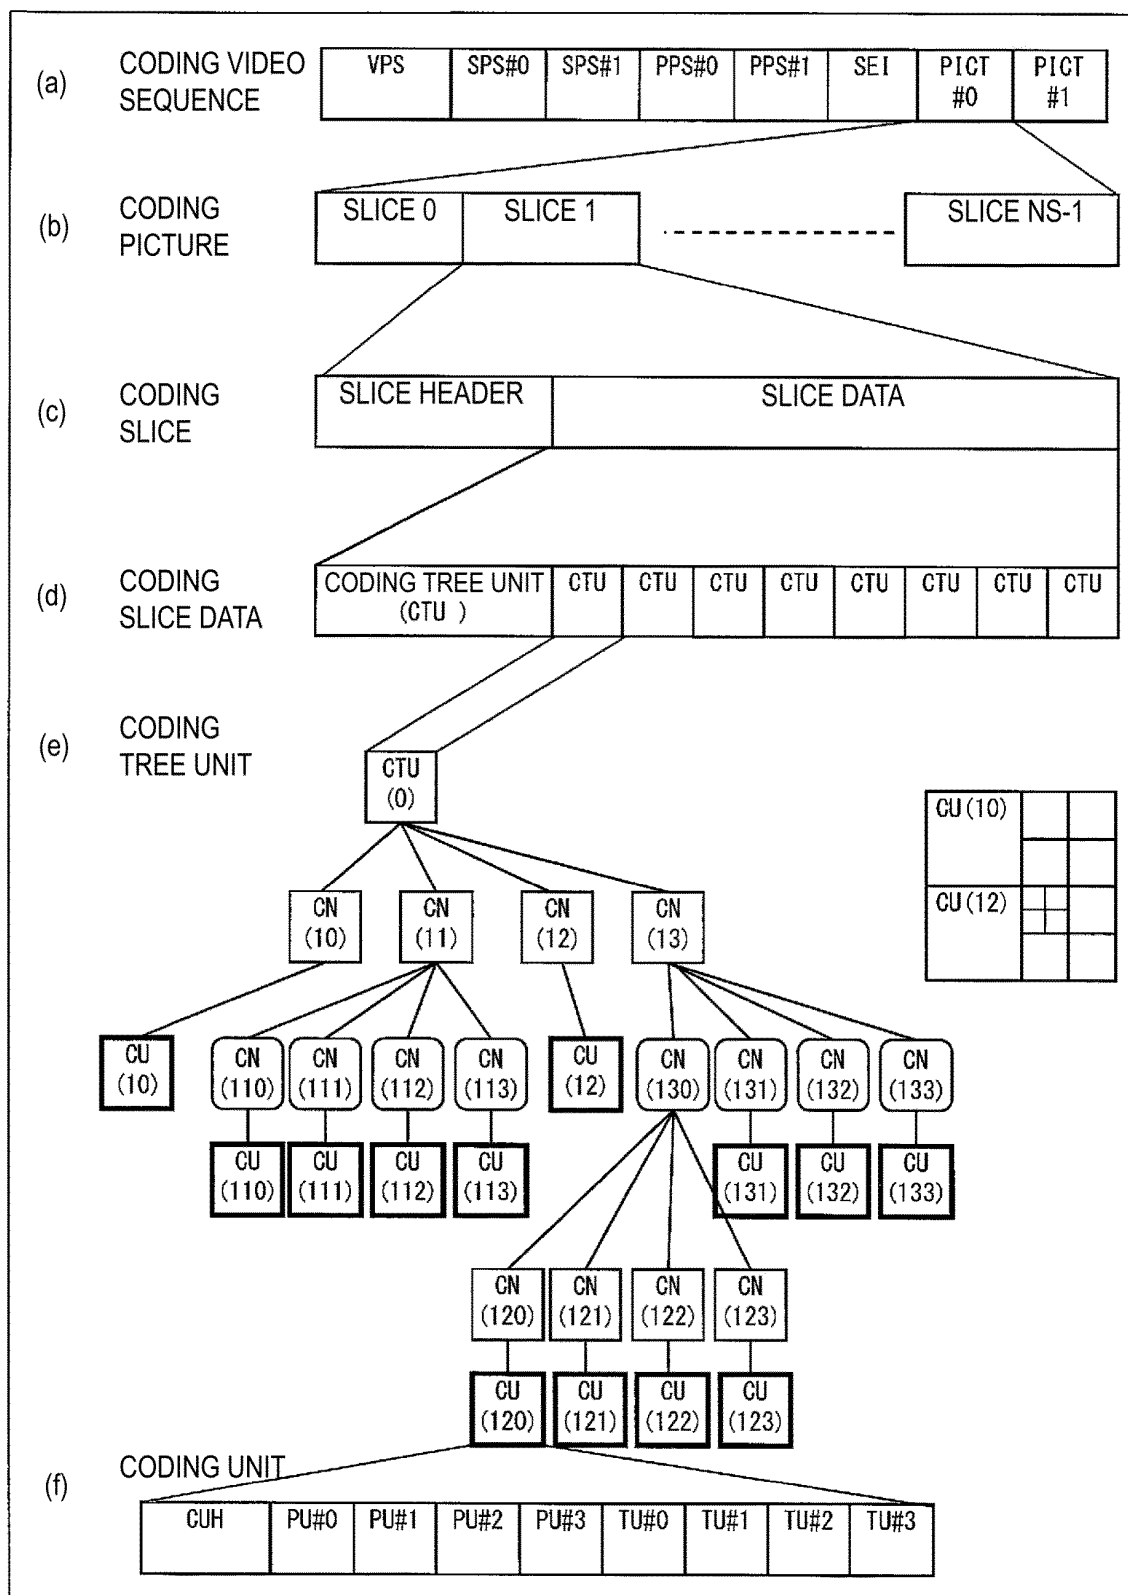 (a)
CODING VIDEO
SEQUENCE
VPS
SPS#0
SPS#1
PPS#0
PPS#1
SEI
PICT
#0
PICT
#1
(b)
CODING
PICTURE
SLICE 0
SLICE 1
SLICE NS-1
(c)
CODING
SLICE
SLICE HEADER
SLICE DATA
(d)
CODING
SLICE DATA
CODING TREE UNIT
(CTU )
CTU
CTU
CTU
CTU
CTU
CTU
CTU
CTU
(e)
CODING
TREE UNIT
CTU
(0)
CU(10)
CU(12)
CN
(10)
CN
(11)
CN
(12)
CN
(13)
CU
(10)
CN
(110)
CN
(111)
CN
(112)
CN
(113)
CU
(12)
CN
(130)
CN
(131)
CN
(132)
CN
(133)
CU
(110)
CU
(111)
CU
(112)
CU
(113)
CU
(131)
CU
(132)
CU
(133)
CN
(120)
CN
(121)
CN
(122)
CN
(123)
CU
(120)
CU
(121)
CU
(122)
CU
(123)
(f)
CODING UNIT
CUH
PU#0
PU#1
PU#2
PU#3
TU#0
TU#1
TU#2
TU#3